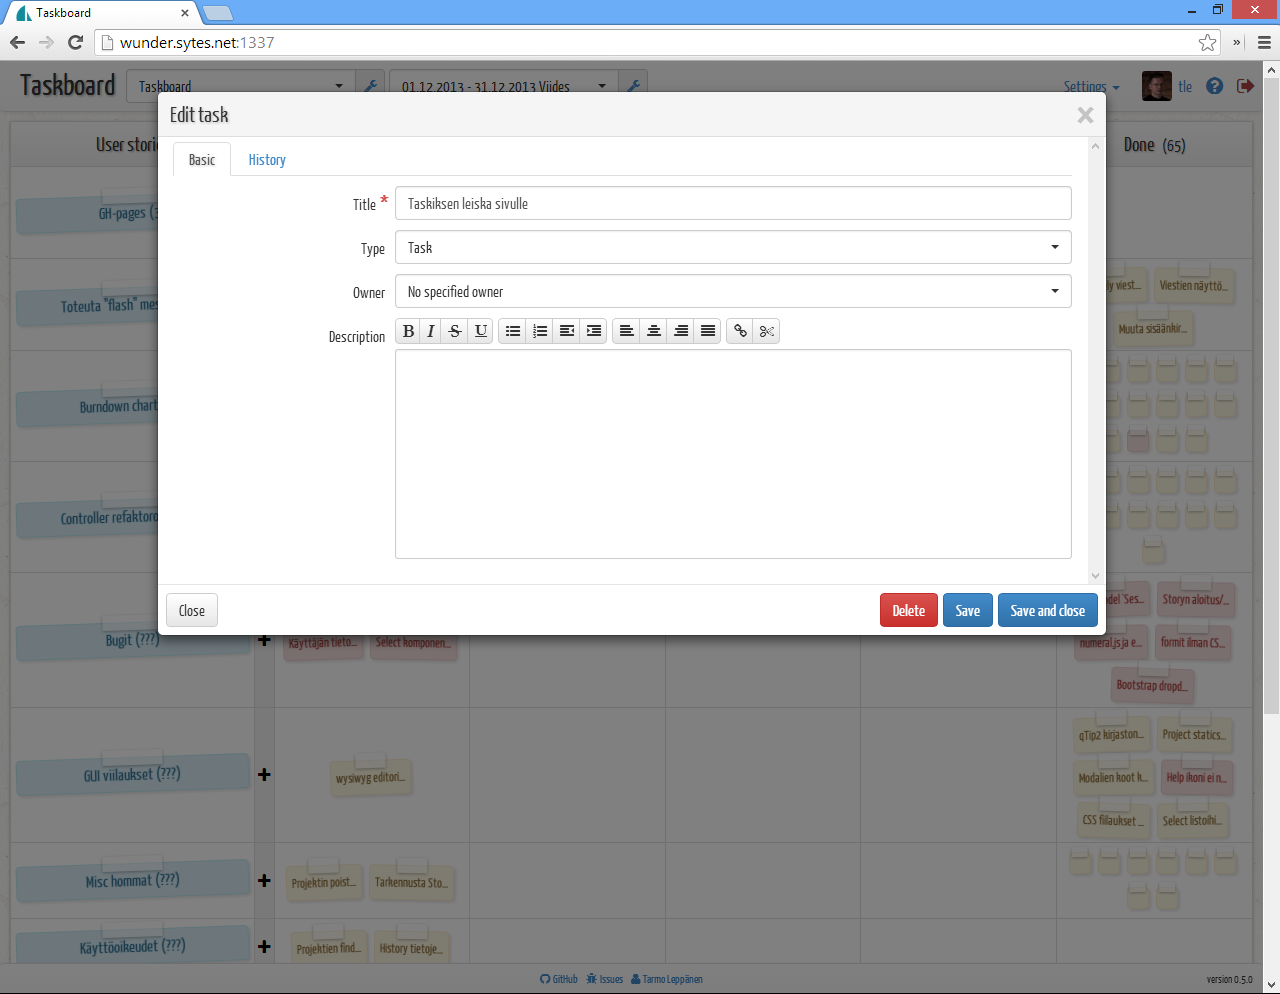 Taskboard
wunder.sytes.net:1337
Taskboard
Taskboard
01.12.2013 - 31.12.2013 Viides
Settings
tle
Edit task
Basic
History
Title *
Taskiksen leiska sivulle
Type
Task
Owner
No specified owner
Description
B I S U
Close
Delete
Save
Save and close
User stori
Done (65)
GH-pages (
Toteuta "flash" mes
ly viest...
Viestien näyttö...
Muuta sisäänkir...
Burndown chart
Controller refaktoro
Bugit (???)
Käyttäjän tieto...
Select komponen...
del 'Ses...
Storyn aloitus/...
numeral.js ja e...
formit ilman CS...
Bootstrap dropd...
GUI viilaukset (???)
wysiwyg editori...
qTip2 kirjaston...
Project statics...
Modalien koot k...
Help ikoni ei n...
CSS fiilaukset ...
Select listoihi...
Misc hommat (???)
Projektin poist...
Tarkennusta Sto...
Käyttöoikeudet (???)
Projektien find...
History tietoje...
GitHub
Issues
Tarmo Leppänen
version 0.5.0